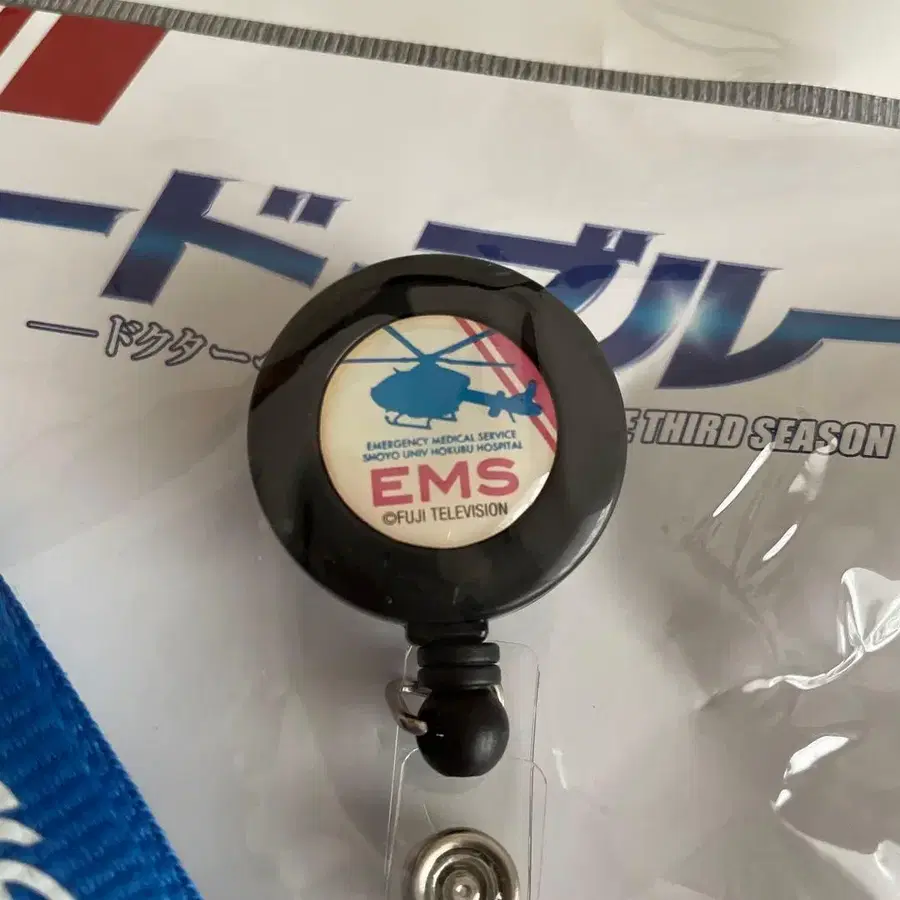 ード・ブルー
―ドクター
THIRD SEASON
EMERGENCY MEDICAL SERVICE
SHOYO UNIV HOKUBU HOSPITAL
EMS
©FUJI TELEVISION